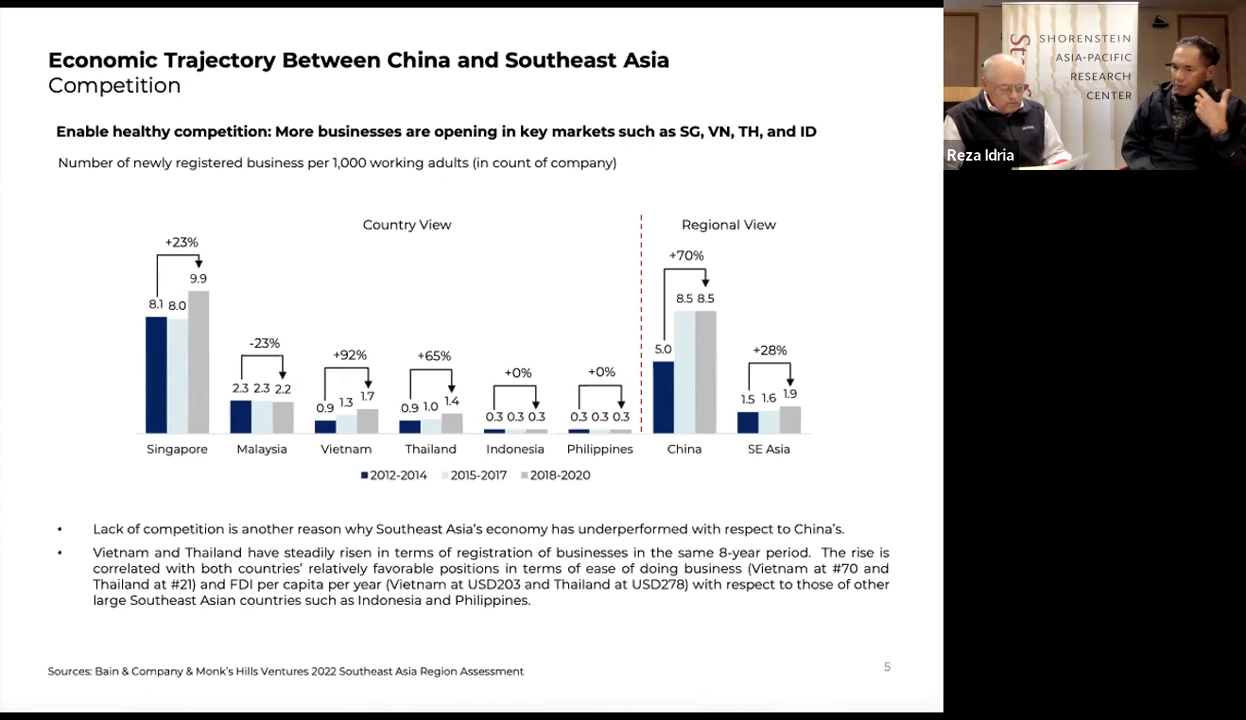 Economic Trajectory Between China and Southeast Asia
Competition
Enable healthy competition: More businesses are opening in key markets such as SG, VN, TH, and ID
Number of newly registered business per 1,000 working adults (in count of company)
Country View
Regional View
+23%
8.1 8.0 9.9
-23%
2.3 2.3 2.2
+92%
0.9 1.3 1.7
+65%
0.9 1.0 1.4
+0%
0.3 0.3 0.3
+0%
0.3 0.3 0.3
+70%
5.0 8.5 8.5
+28%
1.5 1.6 1.9
Singapore Malaysia Vietnam Thailand Indonesia Philippines China SE Asia
2012-2014 2015-2017 2018-2020
• Lack of competition is another reason why Southeast Asia's economy has underperformed with respect to China's.
• Vietnam and Thailand have steadily risen in terms of registration of businesses in the same 8-year period. The rise is
correlated with both countries' relatively favorable positions in terms of ease of doing business (Vietnam at #70 and
Thailand at #21) and FDI per capita per year (Vietnam at USD203 and Thailand at USD278) with respect to those of other
large Southeast Asian countries such as Indonesia and Philippines.
Sources: Bain & Company & Monk's Hills Ventures 2022 Southeast Asia Region Assessment
5
SHORENSTEIN
ASIA-PACIFIC
RESEARCH
CENTER
Reza Idria